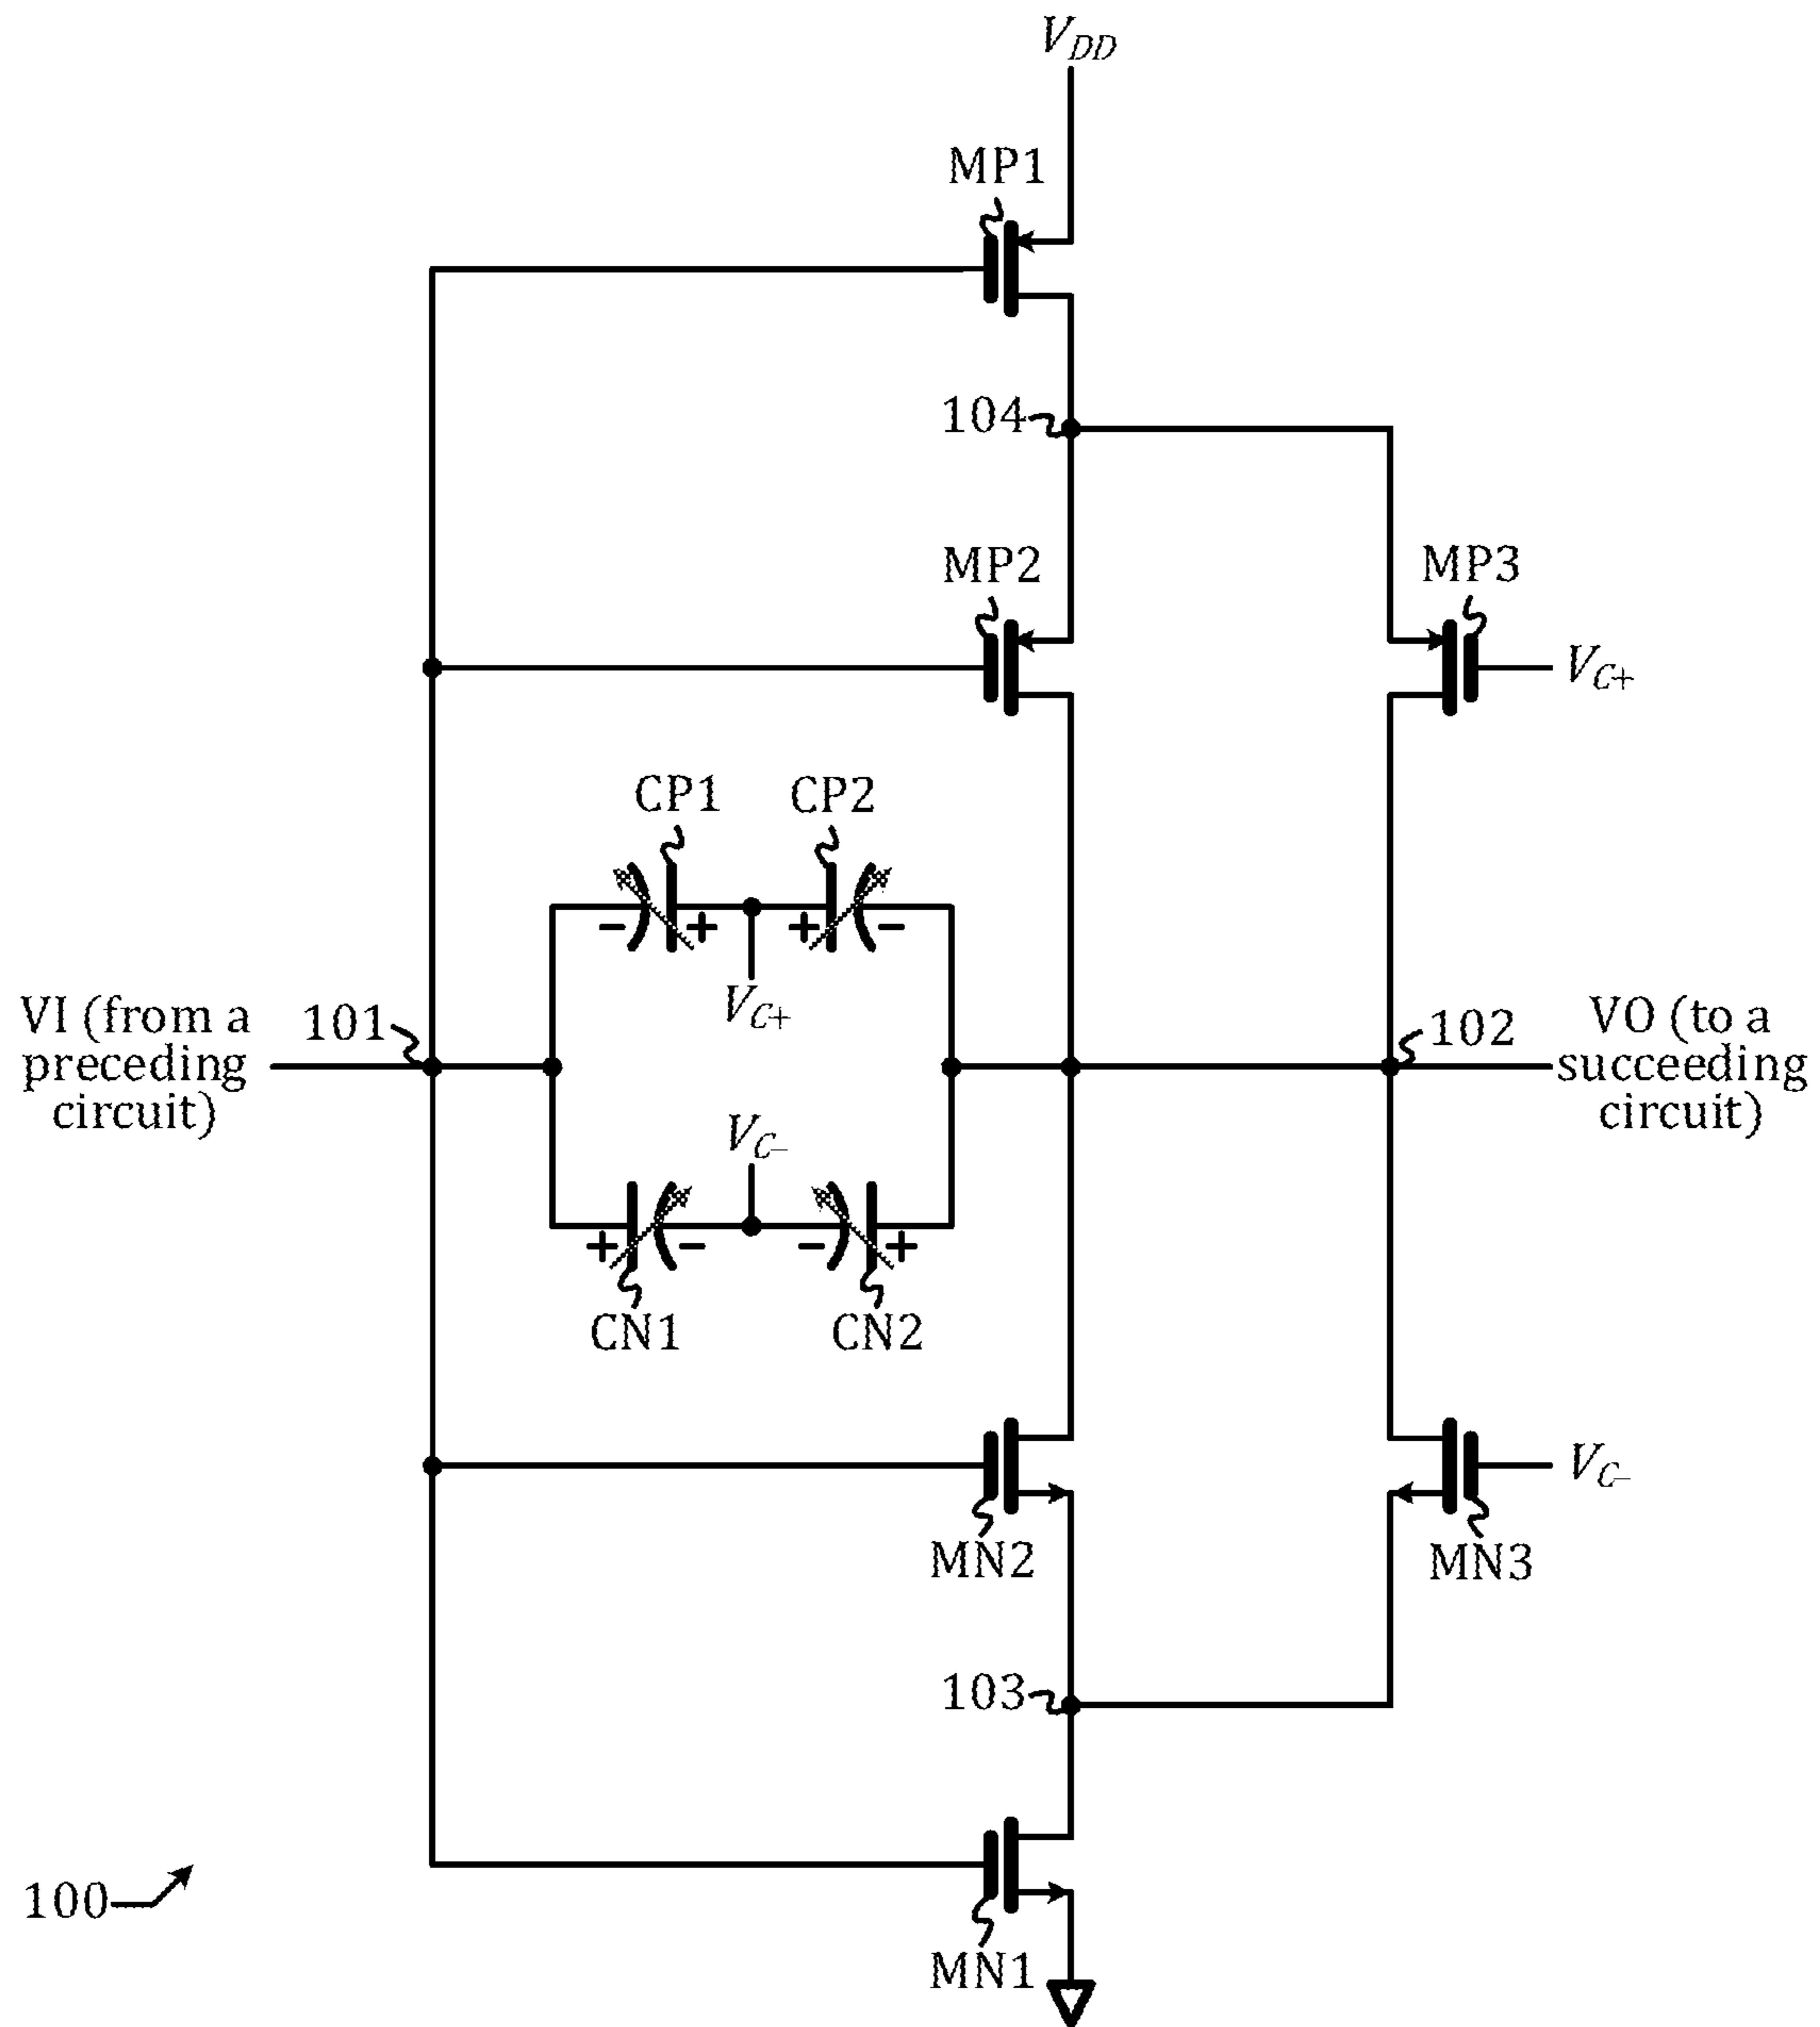 VDD
MP1
104
MP2
MP3
VC+
CP1
CP2
- + + -
VC+
VI (from a
preceding
circuit)
101
102
VO (to a
succeeding
circuit)
VC−
+ - - +
CN1
CN2
VC−
MN2
MN3
103
100
MN1